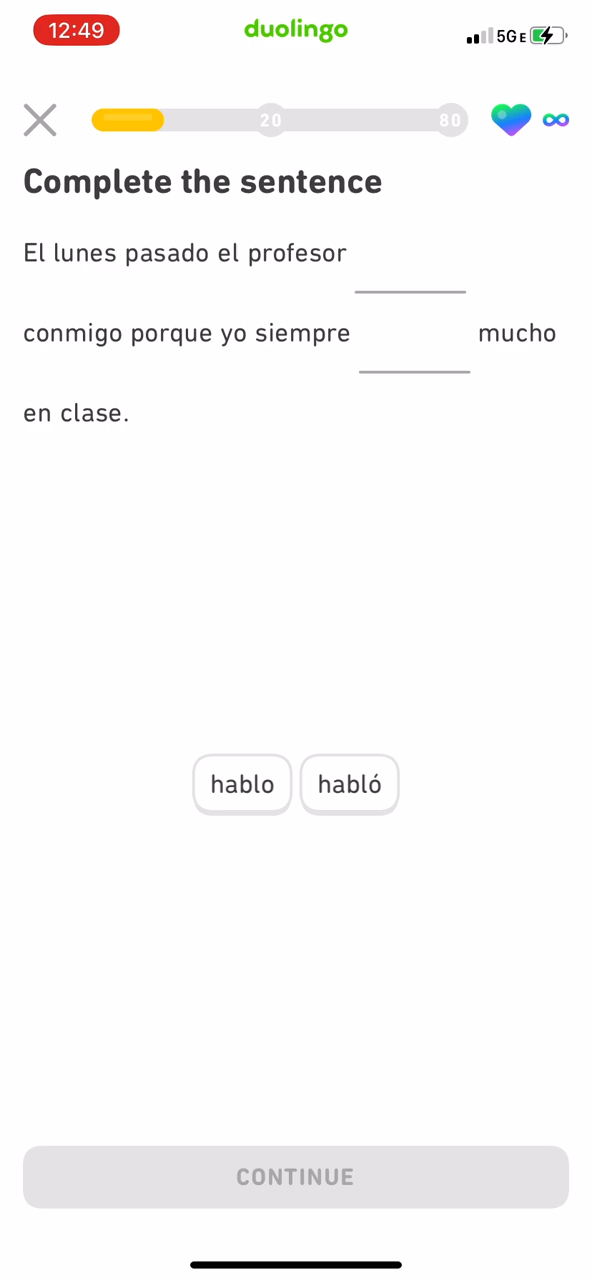 12:49
duolingo
5GE
20
80
Complete the sentence
El lunes pasado el profesor
conmigo porque yo siempre mucho
en clase.
hablo habló
CONTINUE